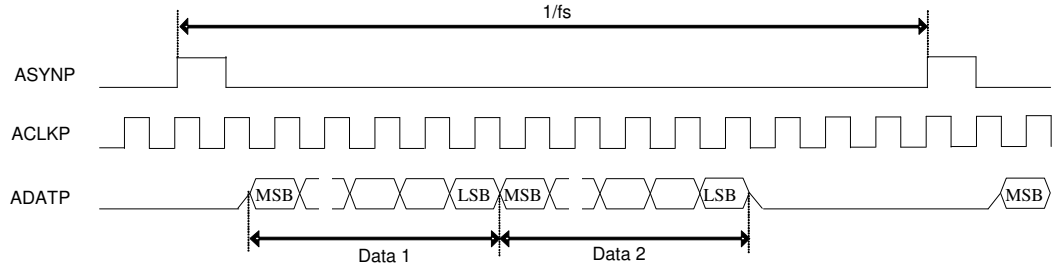 1/fs
ASYNP
ACLKP
ADATP
MSB LSB MSB LSB MSB
Data 1 Data 2